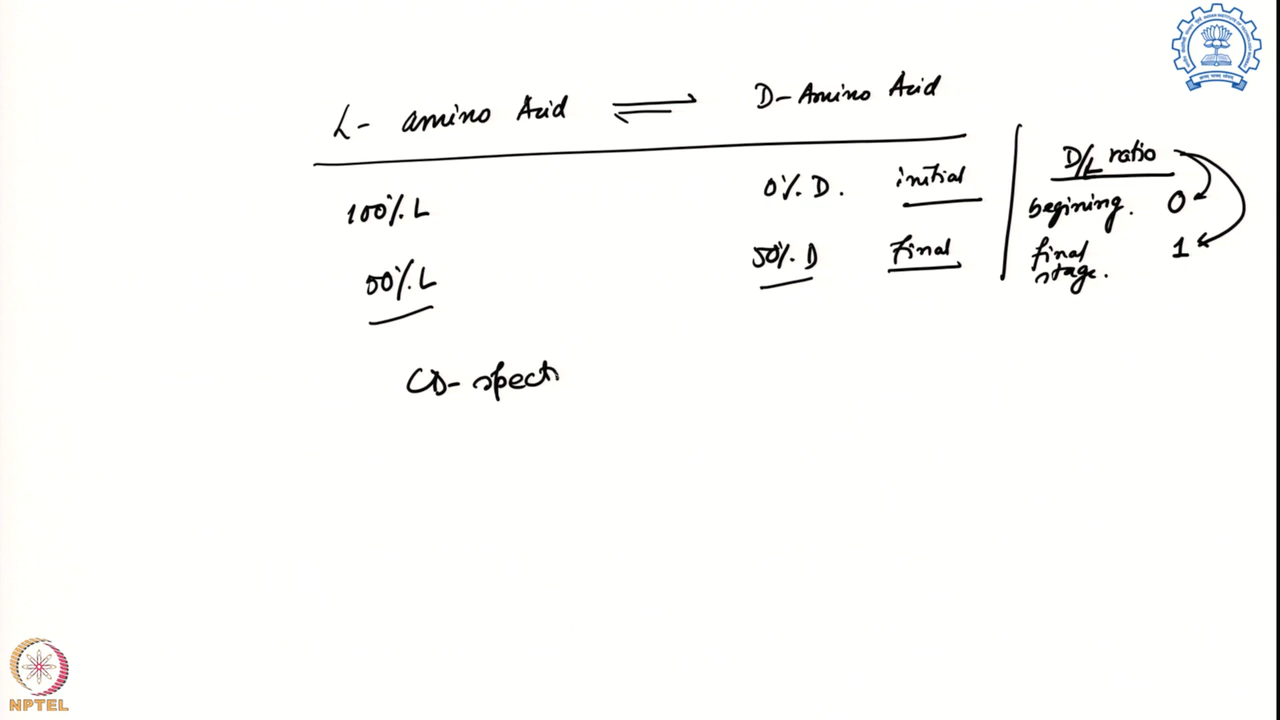 L- amino Acid ⇌ D-Amino Acid
100% L 0% D. initial
50% L 50% D Final
D/L ratio
begining. 0
final stage. 1
CD- spect
NPTEL